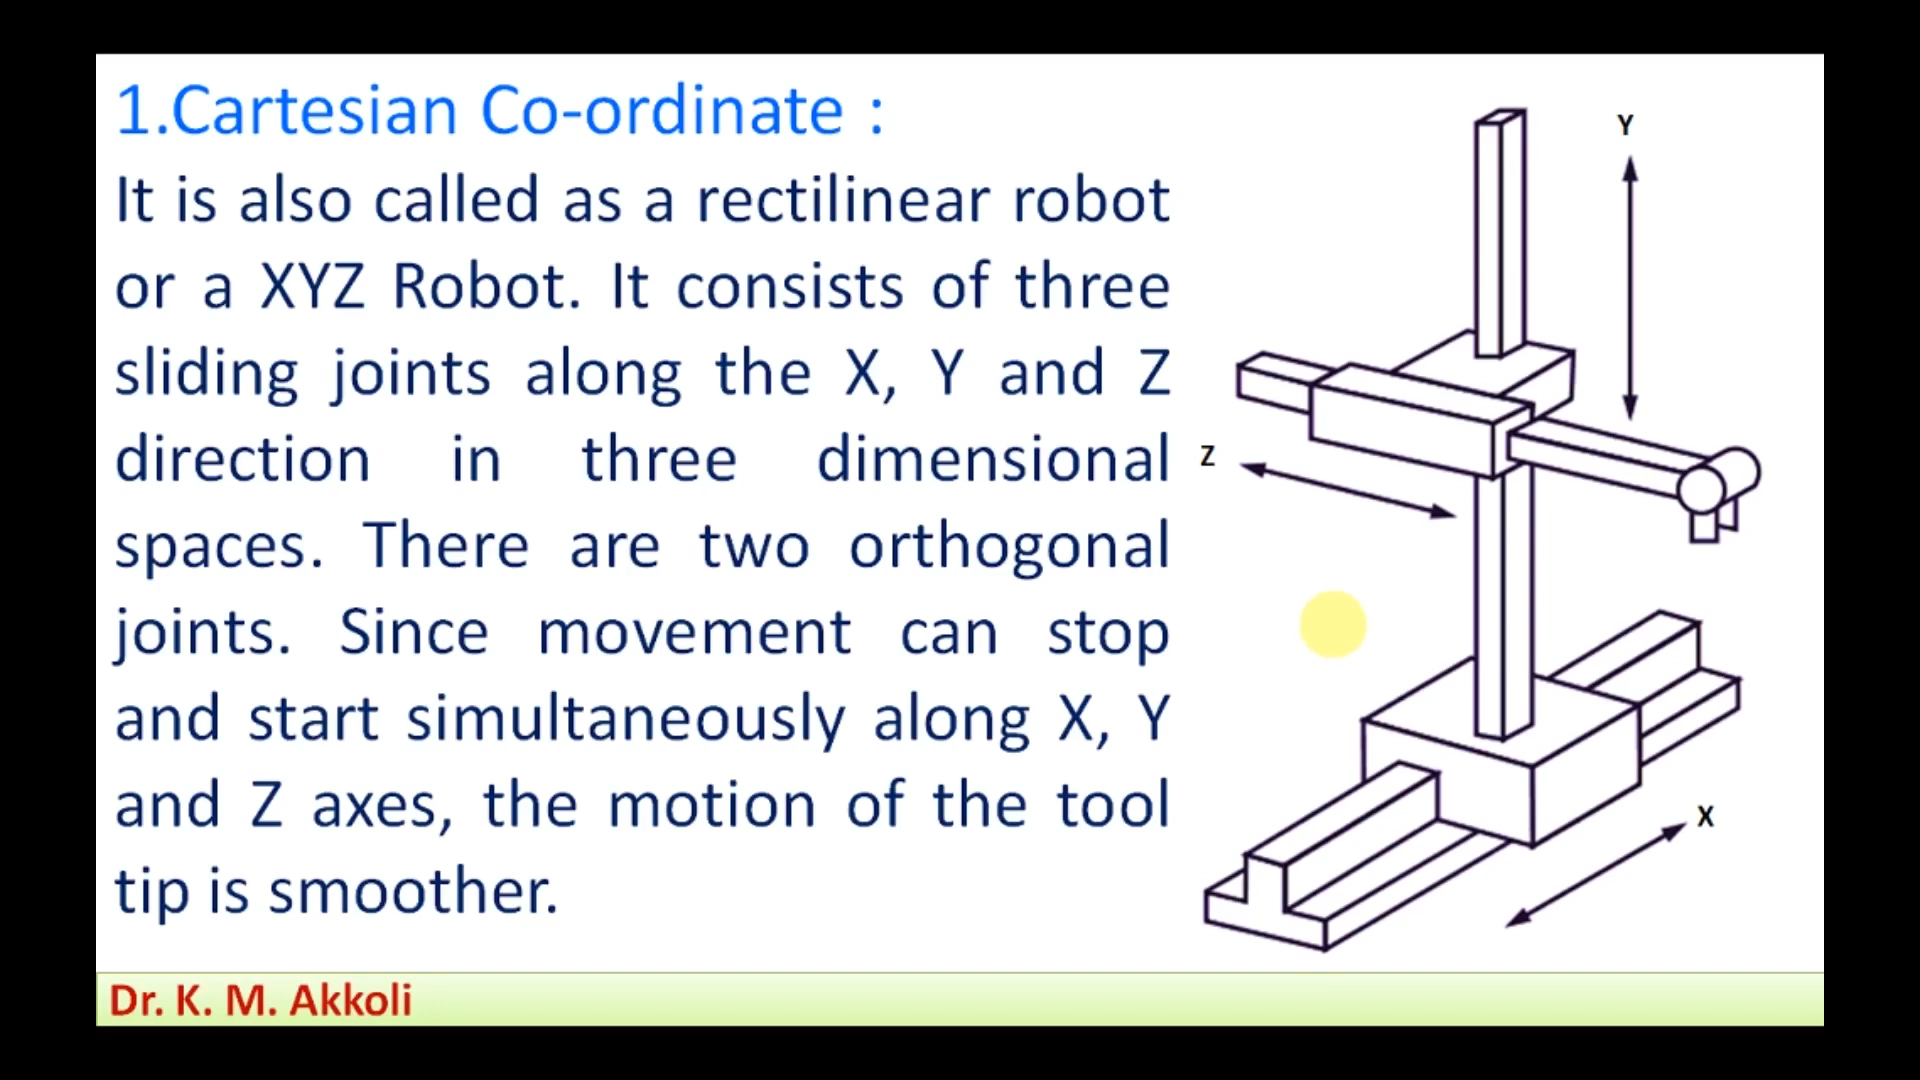 1.Cartesian Co-ordinate :
It is also called as a rectilinear robot
or a XYZ Robot. It consists of three
sliding joints along the X, Y and Z
direction in three dimensional
spaces. There are two orthogonal
joints. Since movement can stop
and start simultaneously along X, Y
and Z axes, the motion of the tool
tip is smoother.
Y
Z
X
Dr. K. M. Akkoli